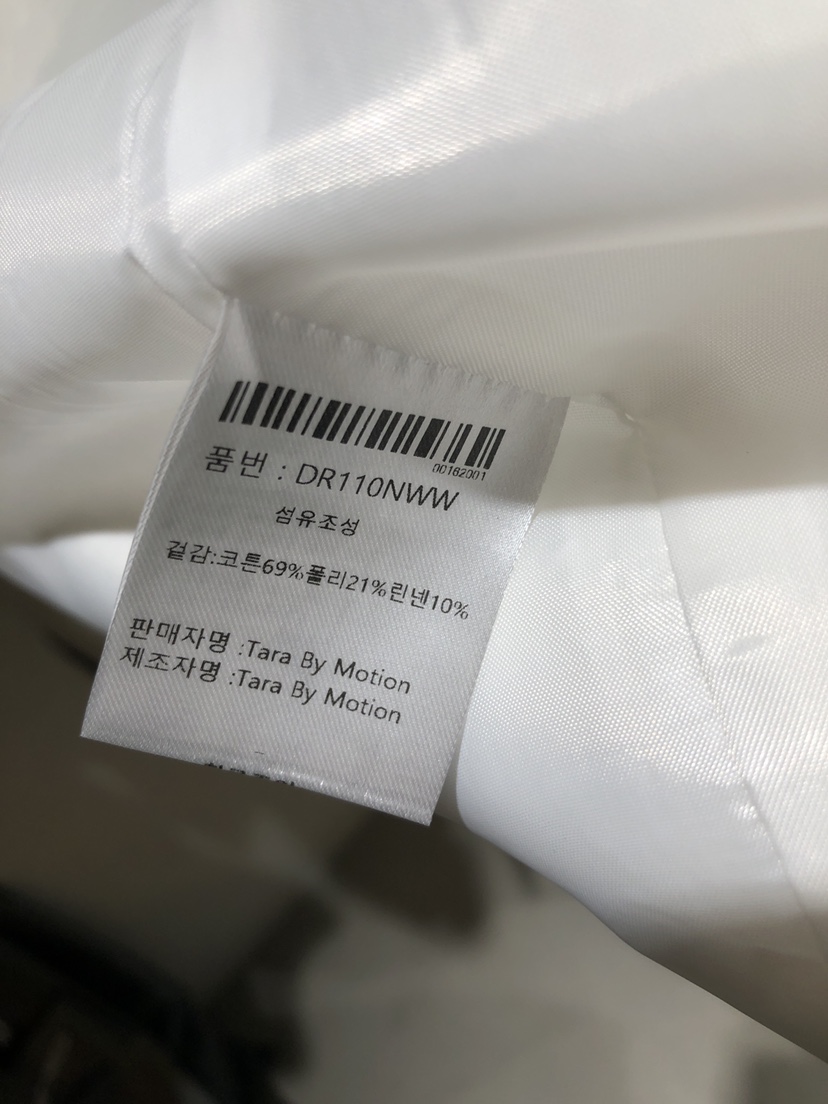 00162001
품번 : DR110NWW
섬유조성
겉감:코튼69%폴리21%린넨10%
판매자명 :Tara By Motion
제조자명 :Tara By Motion